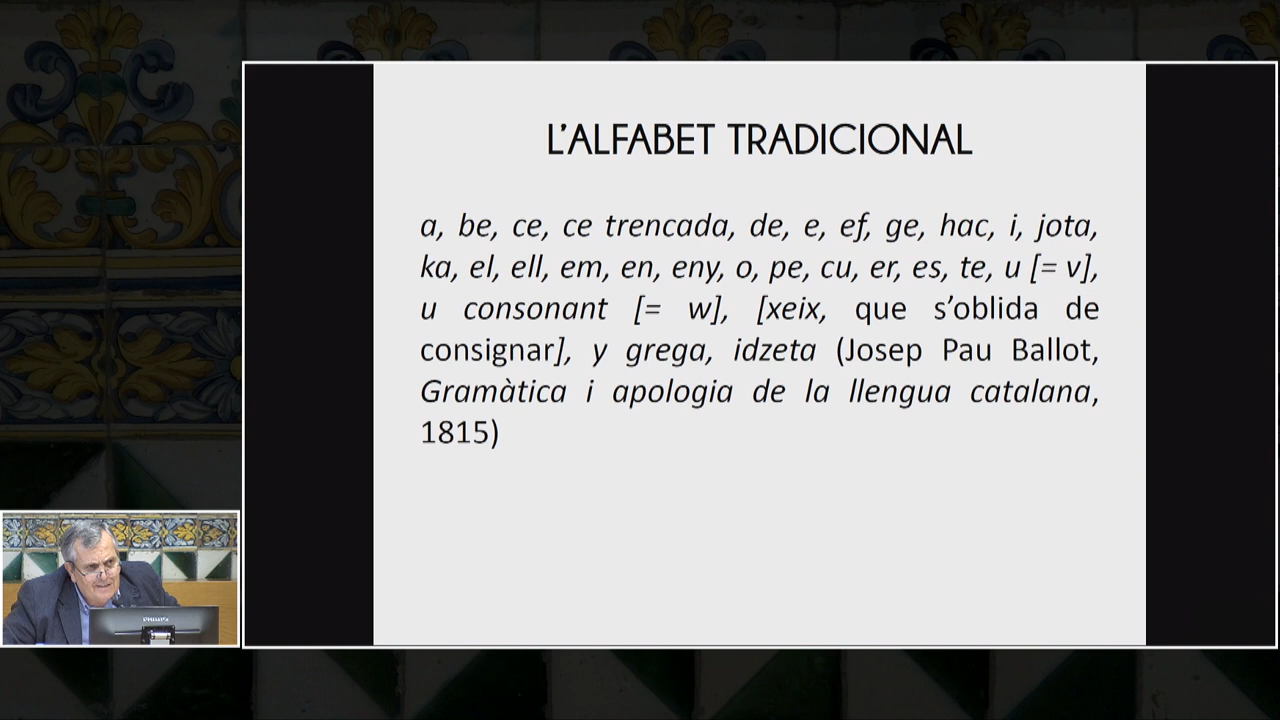 L'ALFABET TRADICIONAL
a, be, ce, ce trencada, de, e, ef, ge, hac, i, jota,
ka, el, ell, em, en, eny, o, pe, cu, er, es, te, u [= v],
u consonant [= w], [xeix, que s'oblida de
consignar], y grega, idzeta (Josep Pau Ballot,
Gramàtica i apologia de la llengua catalana,
1815)
PHILIPS